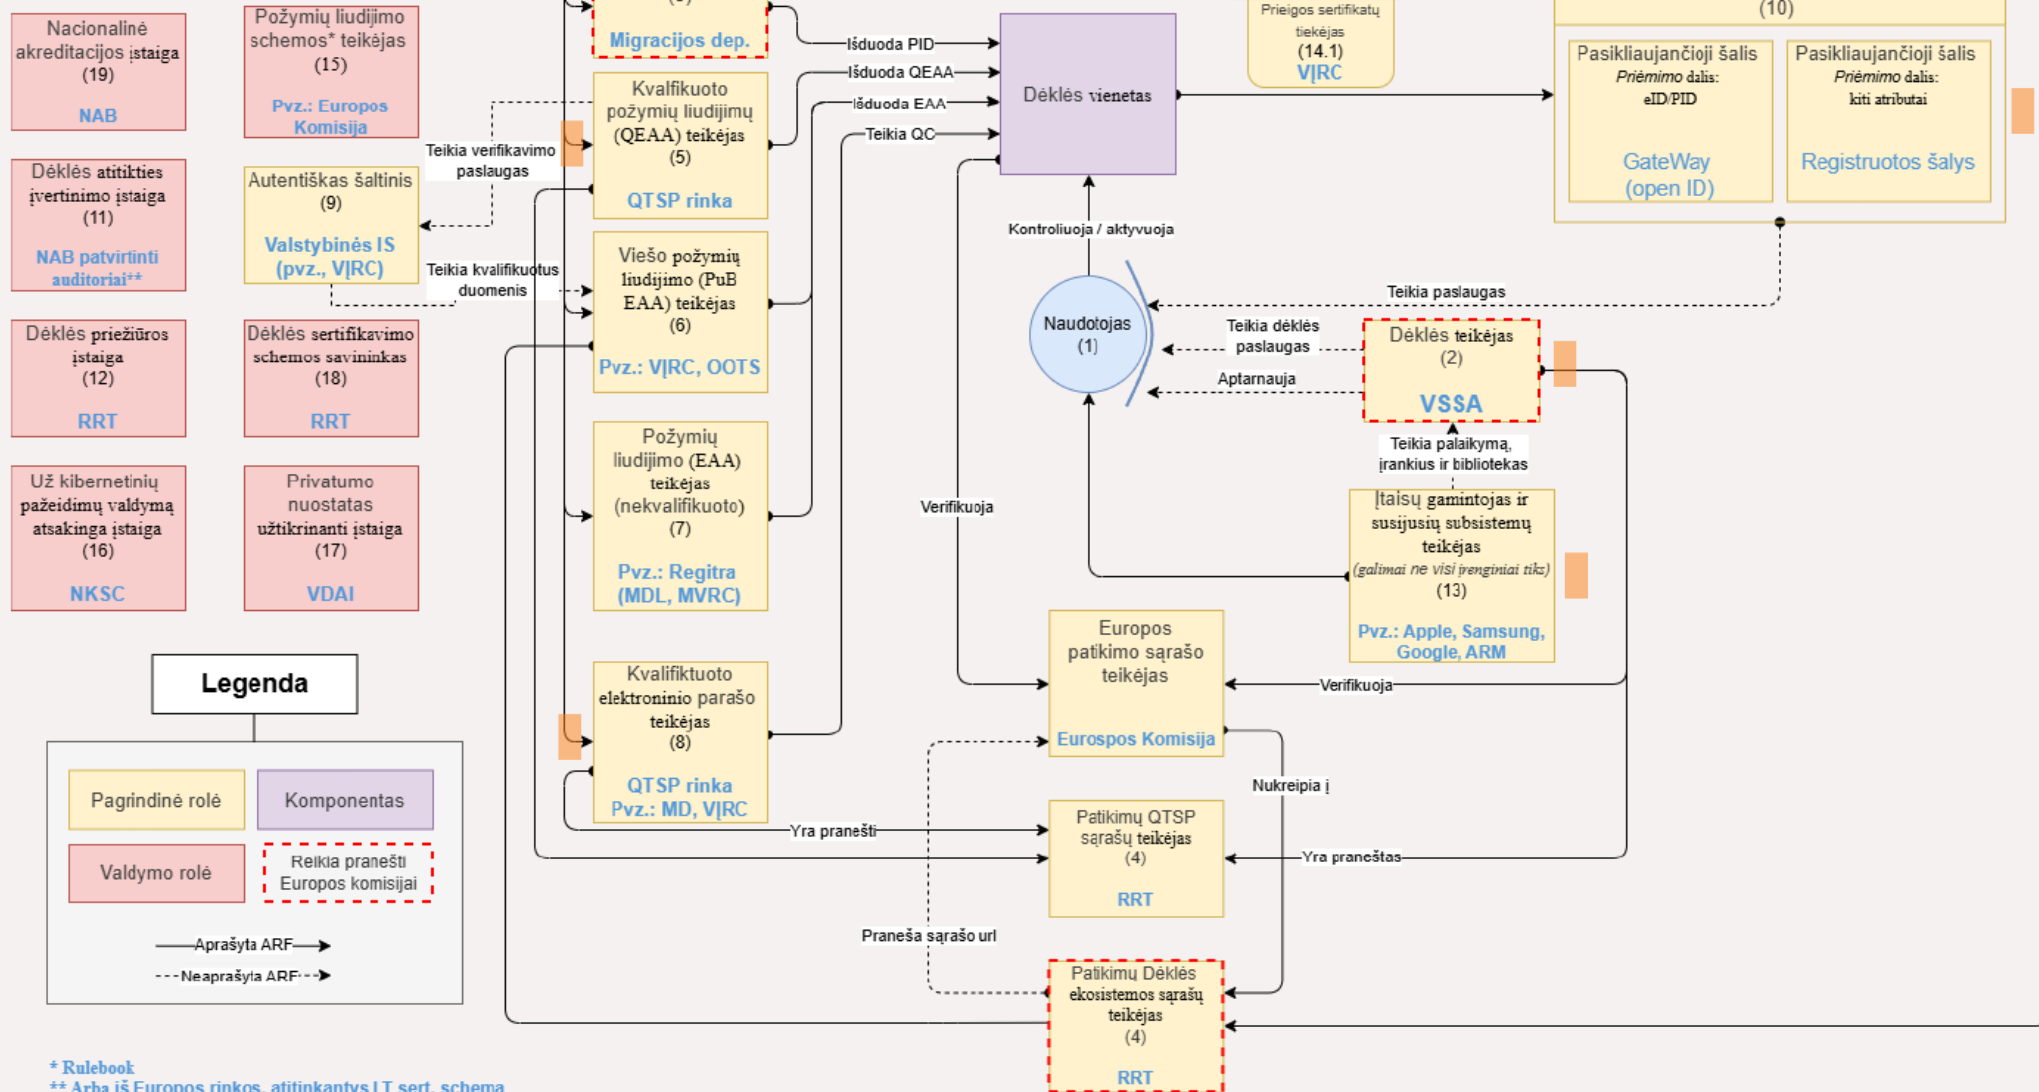 Nacionalinė
akreditacijos įstaiga
(19)
NAB
Požymių liudijimo
schemos* teikėjas
(15)
Pvz.: Europos
Komisija
Dėklės atitikties
įvertinimo įstaiga
(11)
NAB patvirtinti
auditoriai**
Autentiškas šaltinis
(9)
Valstybinės IS
(pvz., VĮRC)
Dėklės priežiūros
įstaiga
(12)
RRT
Dėklės sertifikavimo
schemos savininkas
(18)
RRT
Už kibernetinių
pažeidimų valdymą
atsakinga įstaiga
(16)
NKSC
Privatumo
nuostatas
užtikrinanti įstaiga
(17)
VDAI
Teikia verifikavimo
paslaugas
Teikia kvalifikuotus
duomenis
Migracijos dep.
Kvalfikuoto
požymių liudijimų
(QEAA) teikėjas
(5)
QTSP rinka
Viešo požymių
liudijimo (PuB
EAA) teikėjas
(6)
Pvz.: VĮRC, OOTS
Požymių
liudijimo (EAA)
teikėjas
(nekvalifikuoto)
(7)
Pvz.: Regitra
(MDL, MVRC)
Kvalifiktuoto
elektroninio parašo
teikėjas
(8)
QTSP rinka
Pvz.: MD, VĮRC
Išduoda PID
Išduoda QEAA
Išduoda EAA
Teikia QC
Dėklės vienetas
Kontroliuoja / aktyvuoja
Naudotojas
(1)
Verifikuoja
Prieigos sertifikatų
tiekėjas
(14.1)
VĮRC
(10)
Pasikliaujančioji šalis
Priėmimo dalis:
eID/PID
GateWay
(open ID)
Pasikliaujančioji šalis
Priėmimo dalis:
kiti atributai
Registruotos šalys
Teikia paslaugas
Teikia dėklės
paslaugas
Aptarnauja
Dėklės teikėjas
(2)
VSSA
Teikia palaikymą,
įrankius ir bibliotekas
Įtaisų gamintojas ir
susijusių subsistemų
teikėjas
(galimai ne visi įrenginiai tiks)
(13)
Pvz.: Apple, Samsung,
Google, ARM
Europos
patikimo sąrašo
teikėjas
Eurospos Komisija
Verifikuoja
Nukreipia į
Patikimų QTSP
sąrašų teikėjas
(4)
RRT
Yra pranešti
Yra praneštas
Praneša sąrašo url
Patikimų Dėklės
ekosistemos sąrašų
teikėjas
(4)
RRT
Legenda
Pagrindinė rolė
Komponentas
Valdymo rolė
Reikia pranešti
Europos komisijai
Aprašyta ARF
Neaprašyta ARF
* Rulebook
** Arba iš Europos rinkos, atitinkantys LT sert. schemą